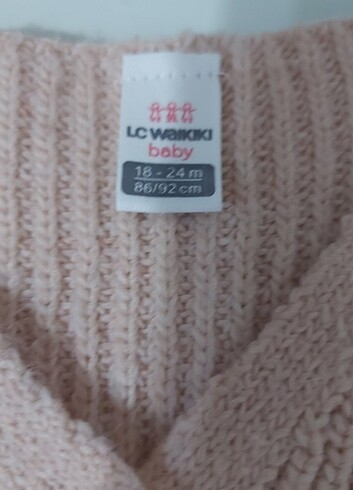 LC WAIKIKI
baby
18 - 24 m
86/92 cm